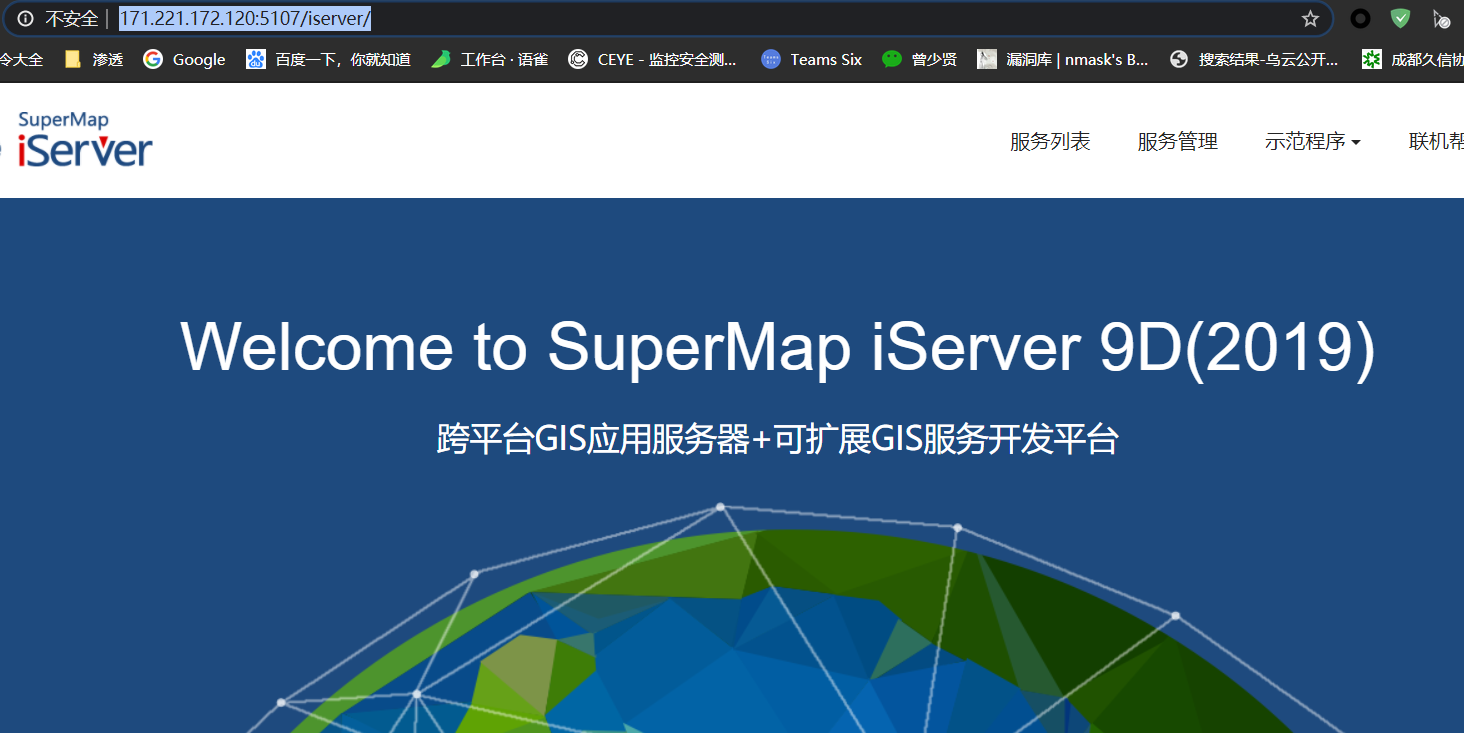 不安全 | 171.221.172.120:5107/iserver/
令大全 渗透 Google 百度一下，你就知道 工作台 · 语雀 CEYE - 监控安全测... Teams Six 曾少贤 漏洞库 | nmask's B... 搜索结果-乌云公开... 成都久信协
SuperMap
iServer
服务列表 服务管理 示范程序 联机帮
Welcome to SuperMap iServer 9D(2019)
跨平台GIS应用服务器+可扩展GIS服务开发平台